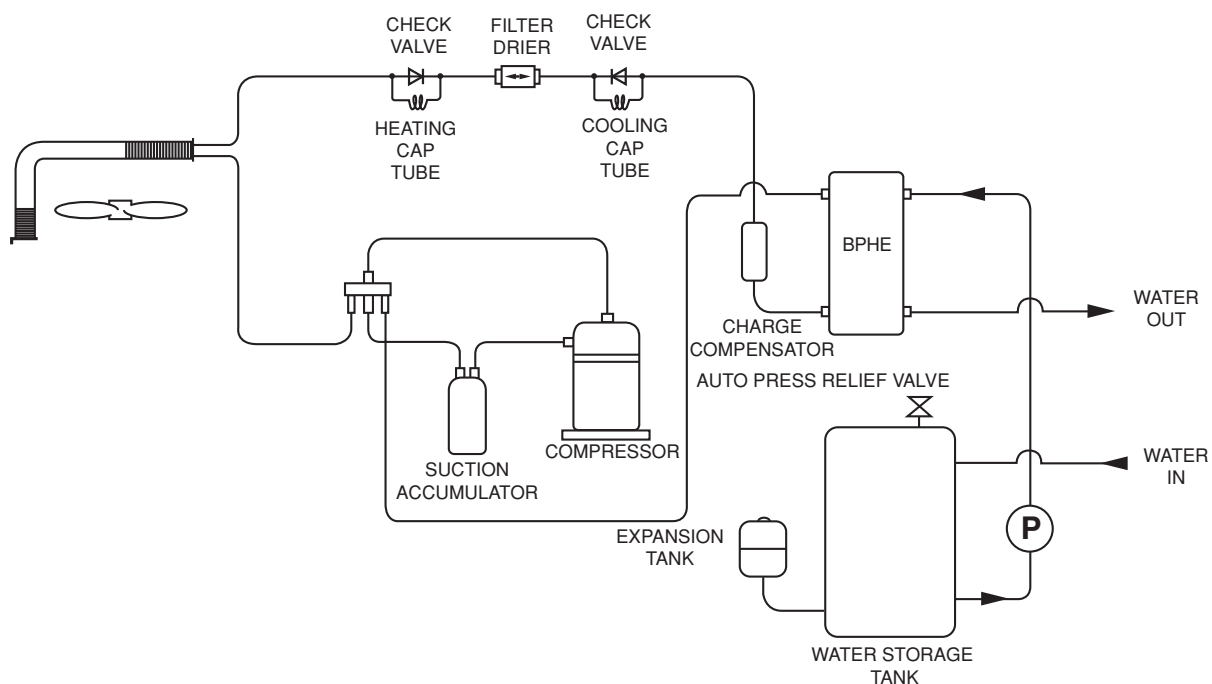 CHECK
VALVE
FILTER
DRIER
CHECK
VALVE
HEATING
CAP
TUBE
COOLING
CAP
TUBE
BPHE
WATER
OUT
CHARGE
COMPENSATOR
AUTO PRESS RELIEF VALVE
COMPRESSOR
SUCTION
ACCUMULATOR
WATER
IN
P
EXPANSION
TANK
WATER STORAGE
TANK